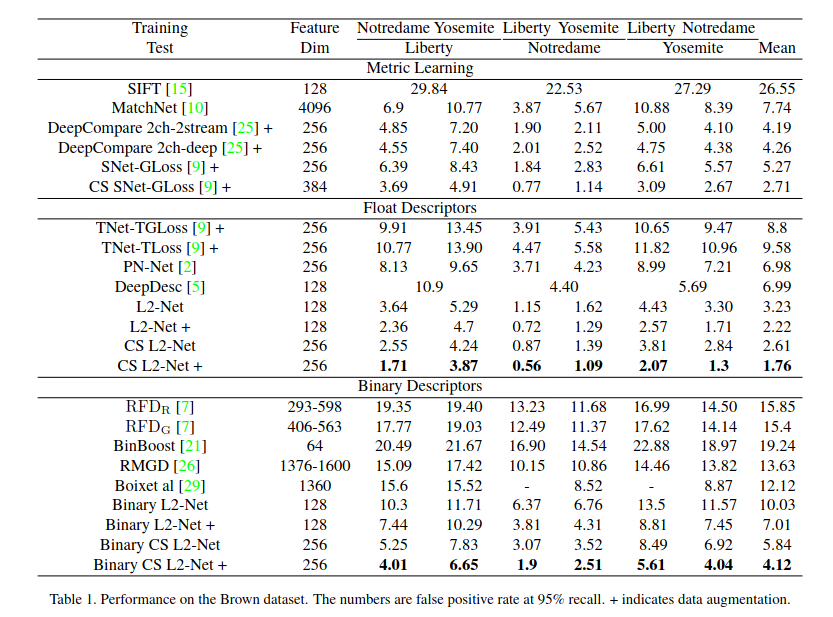 Training Feature Notredame Yosemite Liberty Yosemite Liberty Notredame
Test Dim Liberty Notredame Yosemite Mean
Metric Learning
SIFT [15] 128 29.84 22.53 27.29 26.55
MatchNet [10] 4096 6.9 10.77 3.87 5.67 10.88 8.39 7.74
DeepCompare 2ch-2stream [25] + 256 4.85 7.20 1.90 2.11 5.00 4.10 4.19
DeepCompare 2ch-deep [25] + 256 4.55 7.40 2.01 2.52 4.75 4.38 4.26
SNet-GLoss [9] + 256 6.39 8.43 1.84 2.83 6.61 5.57 5.27
CS SNet-GLoss [9] + 384 3.69 4.91 0.77 1.14 3.09 2.67 2.71
Float Descriptors
TNet-TGLoss [9] + 256 9.91 13.45 3.91 5.43 10.65 9.47 8.8
TNet-TLoss [9] + 256 10.77 13.90 4.47 5.58 11.82 10.96 9.58
PN-Net [2] 256 8.13 9.65 3.71 4.23 8.99 7.21 6.98
DeepDesc [5] 128 10.9 4.40 5.69 6.99
L2-Net 128 3.64 5.29 1.15 1.62 4.43 3.30 3.23
L2-Net + 128 2.36 4.7 0.72 1.29 2.57 1.71 2.22
CS L2-Net 256 2.55 4.24 0.87 1.39 3.81 2.84 2.61
CS L2-Net + 256 1.71 3.87 0.56 1.09 2.07 1.3 1.76
Binary Descriptors
RFD_R [7] 293-598 19.35 19.40 13.23 11.68 16.99 14.50 15.85
RFD_G [7] 406-563 17.77 19.03 12.49 11.37 17.62 14.14 15.4
BinBoost [21] 64 20.49 21.67 16.90 14.54 22.88 18.97 19.24
RMGD [26] 1376-1600 15.09 17.42 10.15 10.86 14.46 13.82 13.63
Boixet al [29] 1360 15.6 15.52 - 8.52 - 8.87 12.12
Binary L2-Net 128 10.3 11.71 6.37 6.76 13.5 11.57 10.03
Binary L2-Net + 128 7.44 10.29 3.81 4.31 8.81 7.45 7.01
Binary CS L2-Net 256 5.25 7.83 3.07 3.52 8.49 6.92 5.84
Binary CS L2-Net + 256 4.01 6.65 1.9 2.51 5.61 4.04 4.12
Table 1. Performance on the Brown dataset. The numbers are false positive rate at 95% recall. + indicates data augmentation.